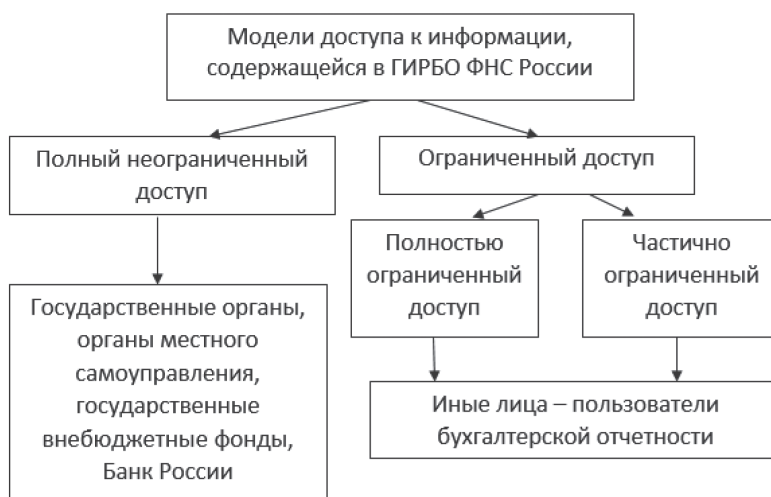 Модели доступа к информации,
содержащейся в ГИРБО ФНС России
Полный неограниченный
доступ
Ограниченный доступ
Полностью
ограниченный
доступ
Частично
ограниченный
доступ
Государственные органы,
органы местного
самоуправления,
государственные
внебюджетные фонды,
Банк России
Иные лица – пользователи
бухгалтерской отчетности